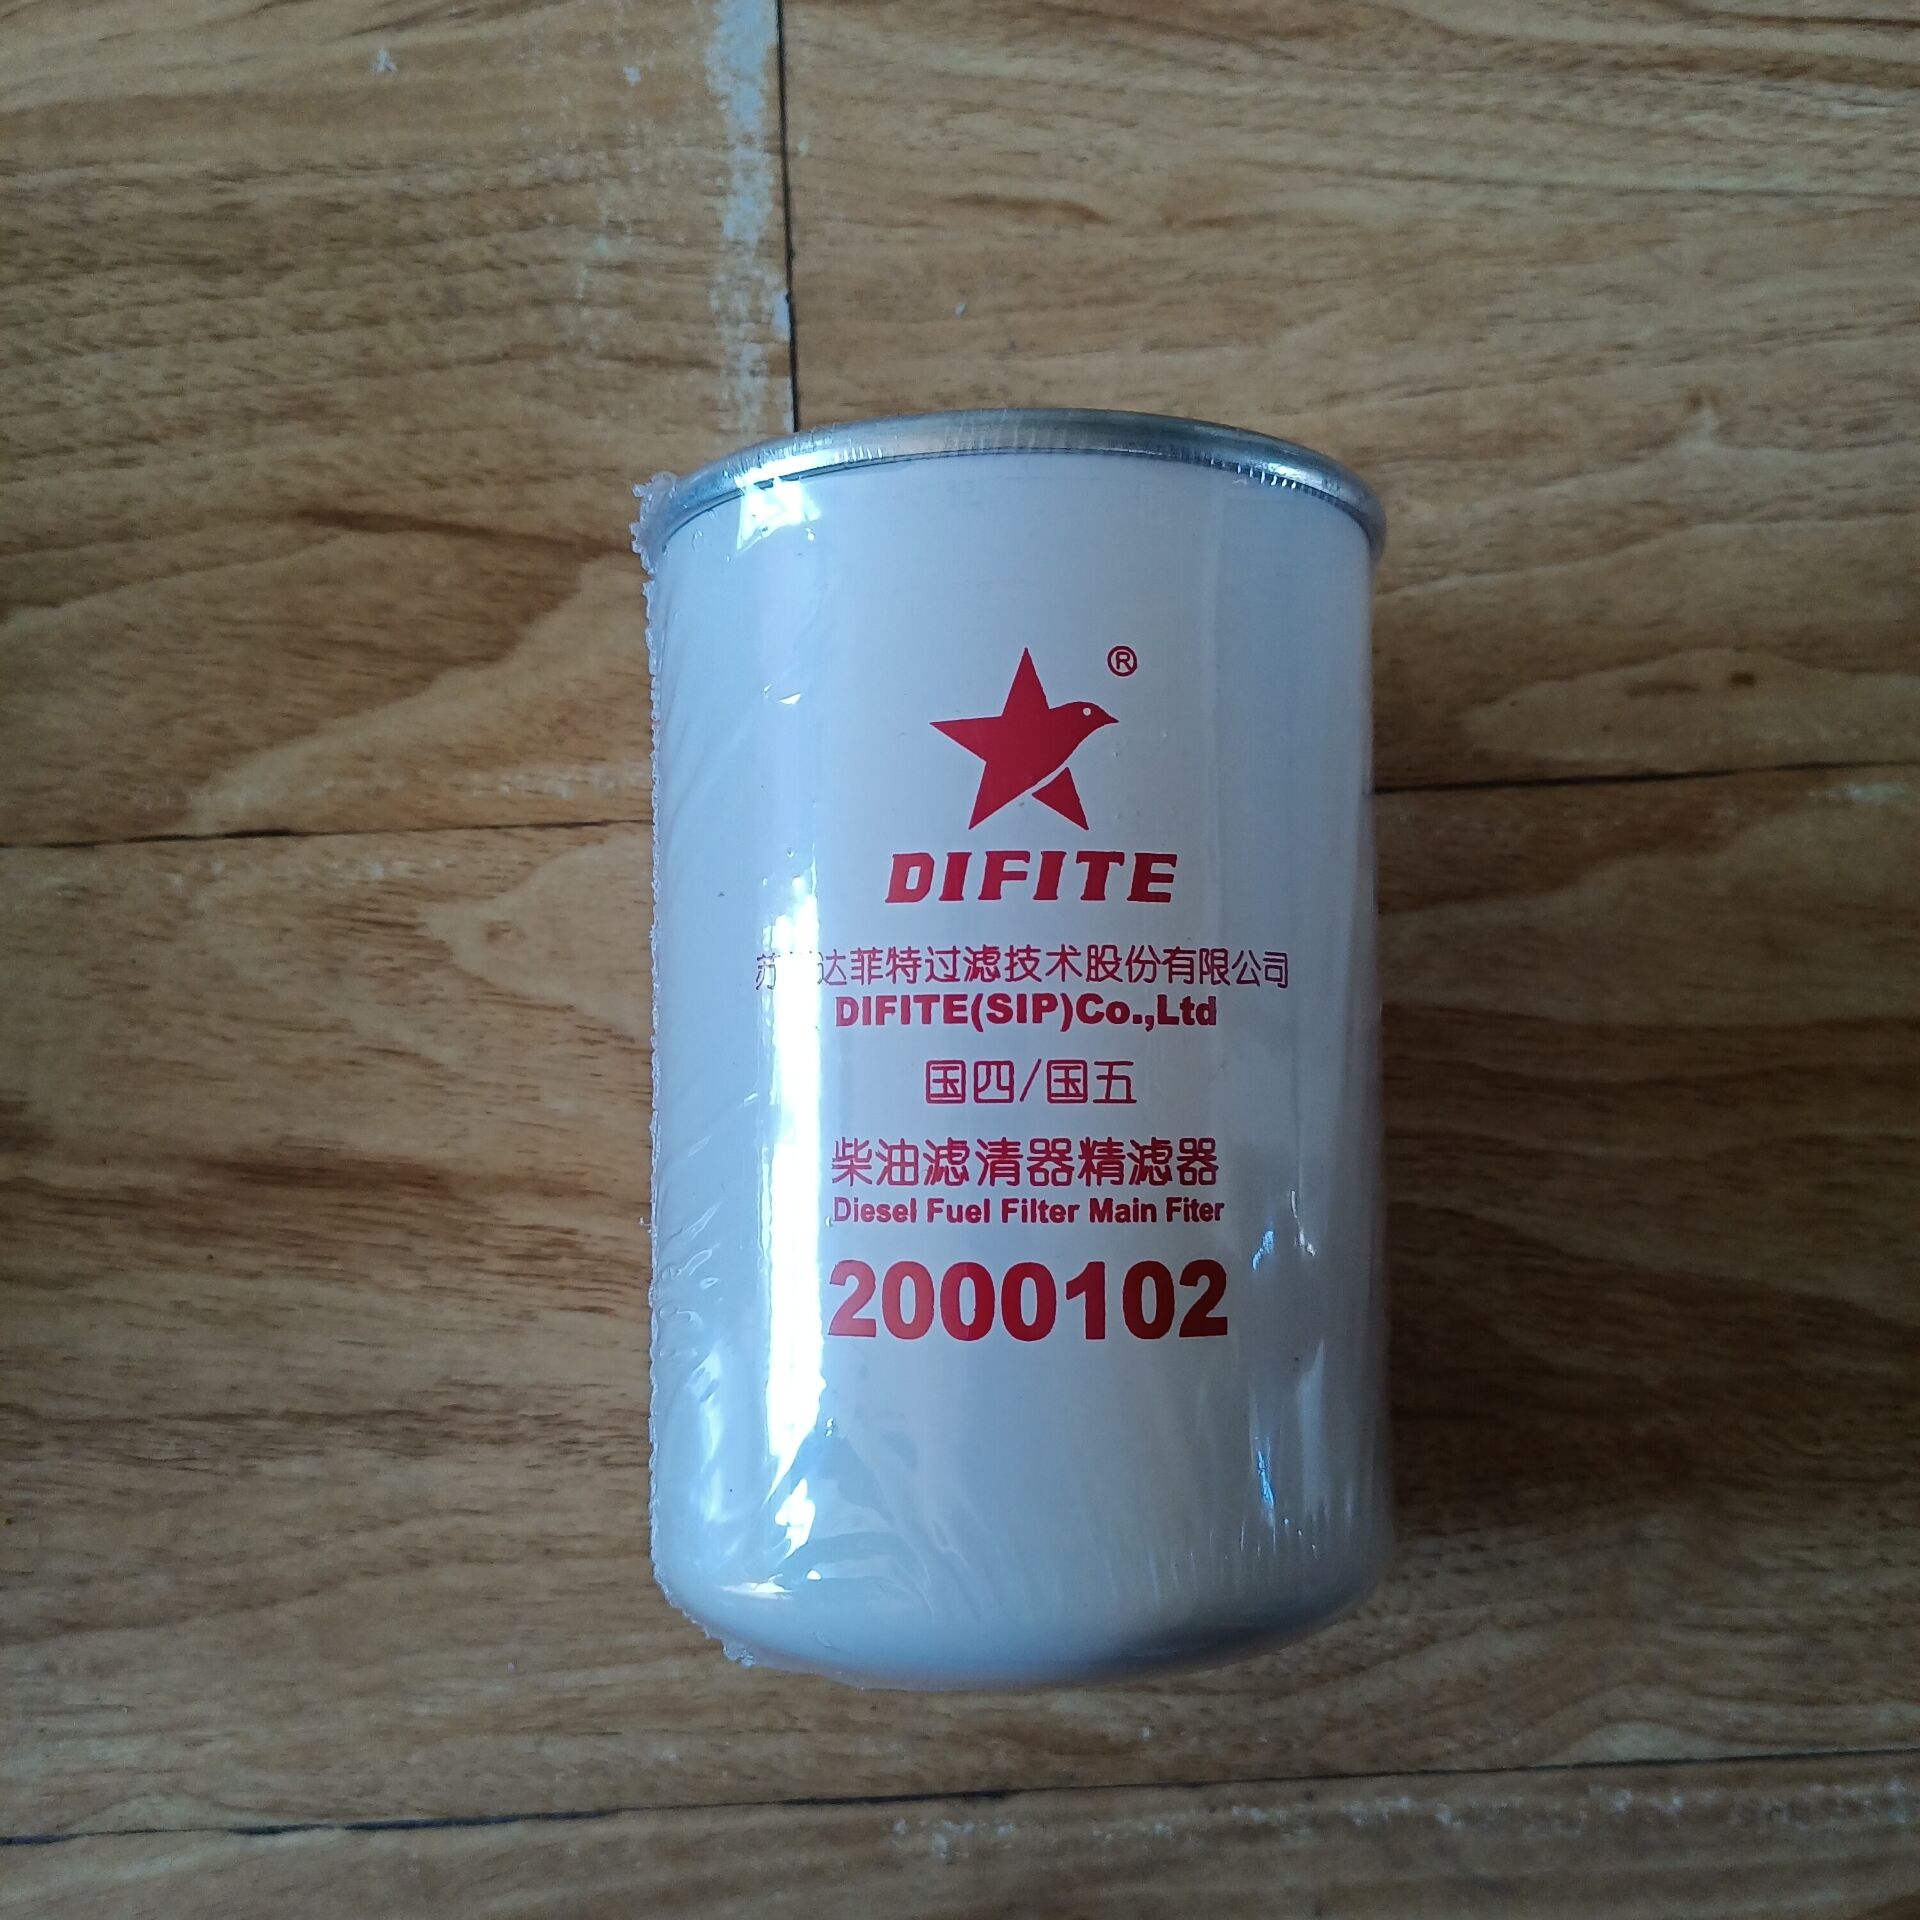 ®
DIFITE
苏 达菲特过滤技术股份有限公司
DIFITE(SIP)Co.,Ltd
国四/国五
柴油滤清器精滤器
Diesel Fuel Filter Main Fiter
2000102